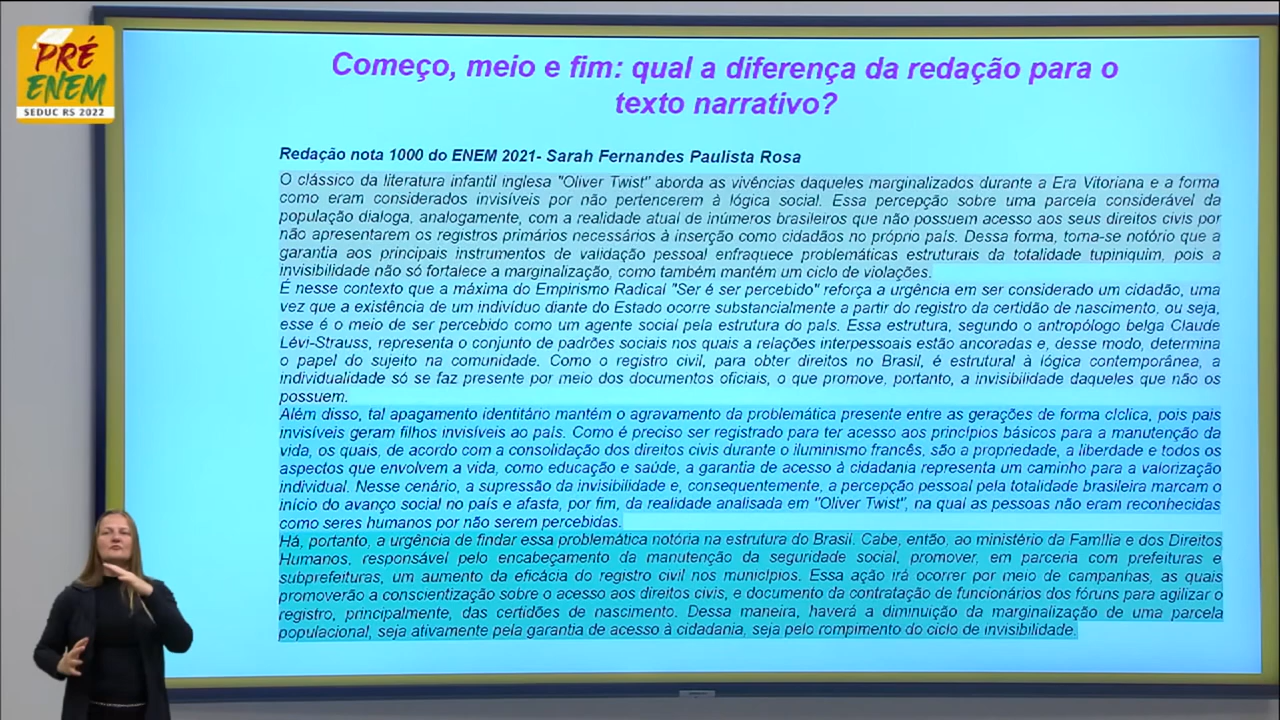 PRÉ
ENEM
SEDUC RS 2022
Começo, meio e fim: qual a diferença da redação para o
texto narrativo?
Redação nota 1000 do ENEM 2021- Sarah Fernandes Paulista Rosa
O clássico da literatura infantil inglesa "Oliver Twist" aborda as vivências daqueles marginalizados durante a Era Vitoriana e a forma
como eram considerados invisíveis por não pertencerem à lógica social. Essa percepção sobre uma parcela considerável da
população dialoga, analogamente, com a realidade atual de inúmeros brasileiros que não possuem acesso aos seus direitos civis por
não apresentarem os registros primários necessários à inserção como cidadãos no próprio país. Dessa forma, torna-se notório que a
garantia aos principais instrumentos de validação pessoal enfraquece problemáticas estruturais da totalidade tupiniquim, pois a
invisibilidade não só fortalece a marginalização, como também mantém um ciclo de violações.
É nesse contexto que a máxima do Empirismo Radical "Ser é ser percebido" reforça a urgência em ser considerado um cidadão, uma
vez que a existência de um indivíduo diante do Estado ocorre substancialmente a partir do registro da certidão de nascimento, ou seja,
esse é o meio de ser percebido como um agente social pela estrutura do país. Essa estrutura, segundo o antropólogo belga Claude
Lévi-Strauss, representa o conjunto de padrões sociais nos quais a relações interpessoais estão ancoradas e, desse modo, determina
o papel do sujeito na comunidade. Como o registro civil, para obter direitos no Brasil, é estrutural à lógica contemporânea, a
individualidade só se faz presente por meio dos documentos oficiais, o que promove, portanto, a invisibilidade daqueles que não os
possuem.
Além disso, tal apagamento identitário mantém o agravamento da problemática presente entre as gerações de forma cíclica, pois pais
invisíveis geram filhos invisíveis ao país. Como é preciso ser registrado para ter acesso aos princípios básicos para a manutenção da
vida, os quais, de acordo com a consolidação dos direitos civis durante o iluminismo francês, são a propriedade, a liberdade e todos os
aspectos que envolvem a vida, como educação e saúde, a garantia de acesso à cidadania representa um caminho para a valorização
individual. Nesse cenário, a supressão da invisibilidade e, consequentemente, a percepção pessoal pela totalidade brasileira marcam o
início do avanço social no país e afasta, por fim, da realidade analisada em "Oliver Twist", na qual as pessoas não eram reconhecidas
como seres humanos por não serem percebidas.
Há, portanto, a urgência de findar essa problemática notória na estrutura do Brasil. Cabe, então, ao ministério da Família e dos Direitos
Humanos, responsável pelo encabeçamento da manutenção da seguridade social, promover, em parceria com prefeituras e
subprefeituras, um aumento da eficácia do registro civil nos municípios. Essa ação irá ocorrer por meio de campanhas, as quais
promoverão a conscientização sobre o acesso aos direitos civis, e documento da contratação de funcionários dos fóruns para agilizar o
registro, principalmente, das certidões de nascimento. Dessa maneira, haverá a diminuição da marginalização de uma parcela
populacional, seja ativamente pela garantia de acesso à cidadania, seja pelo rompimento do ciclo de invisibilidade.